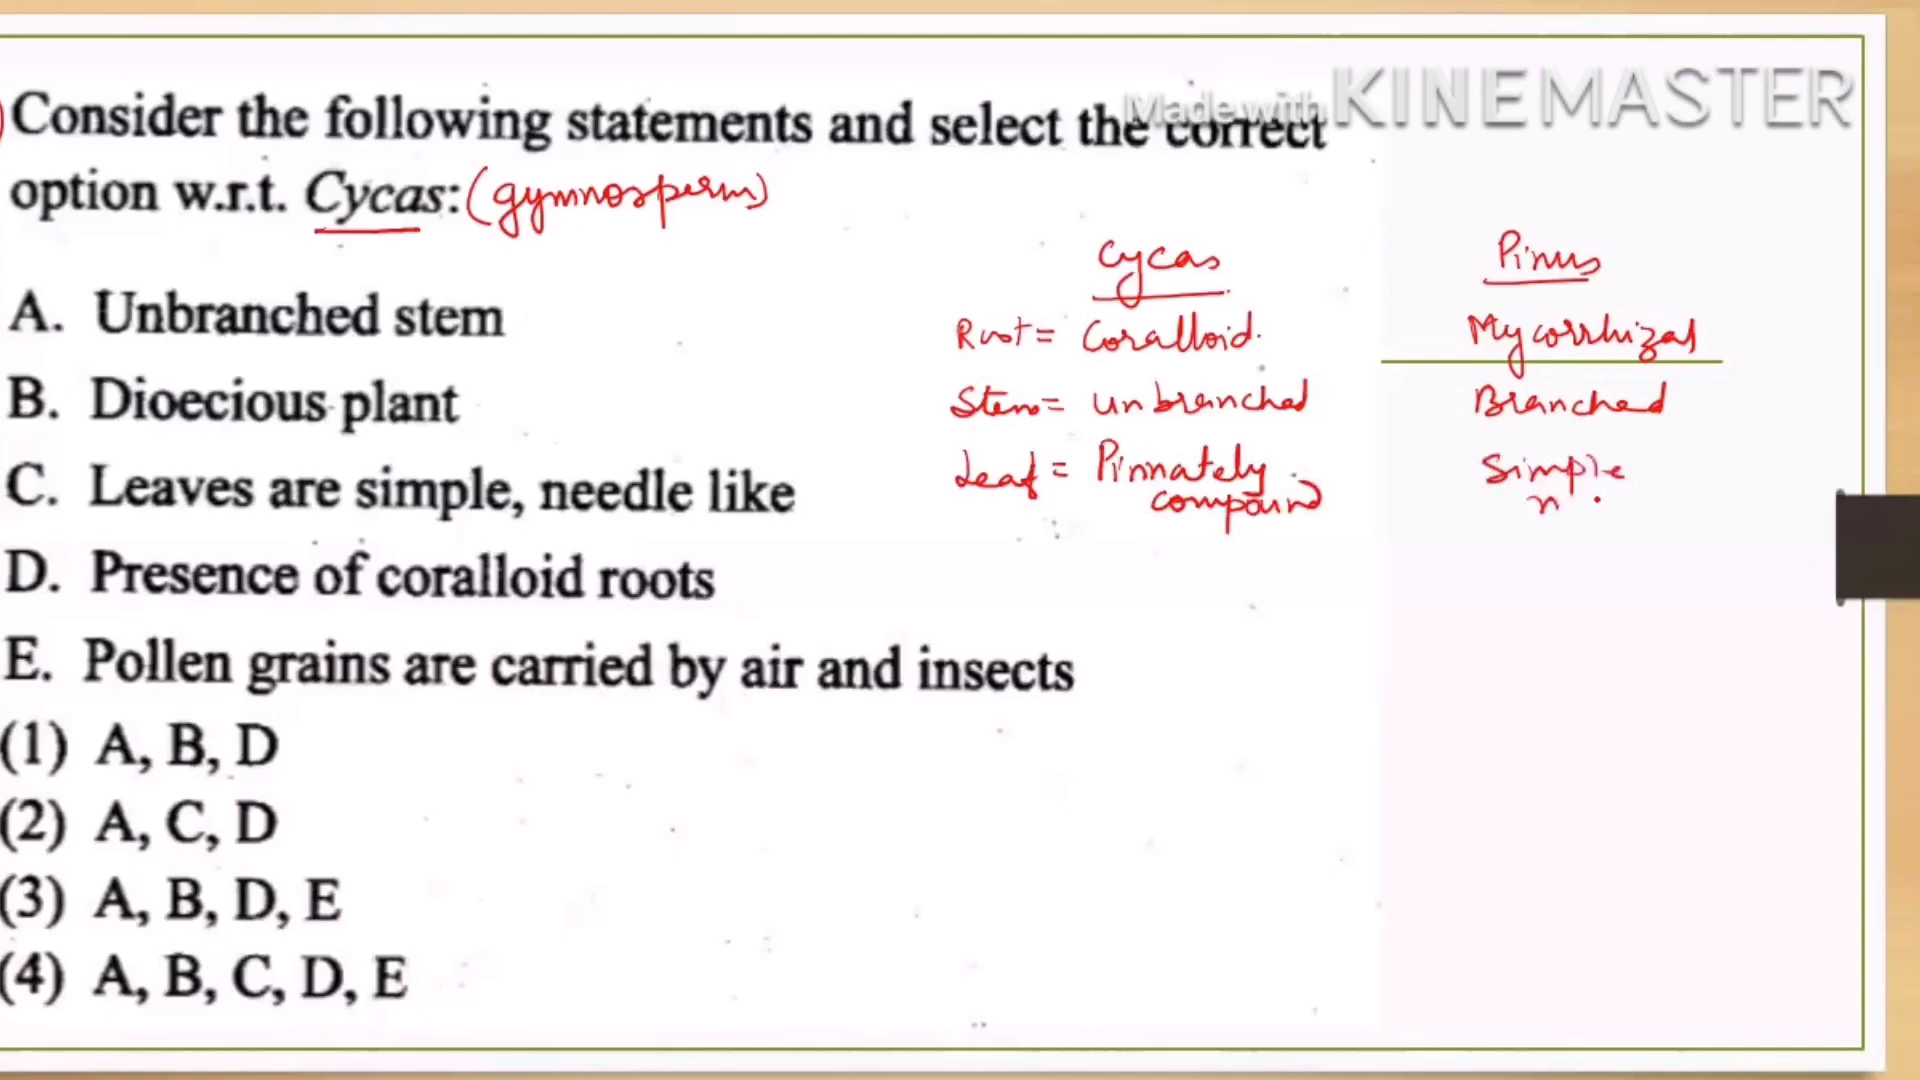 Made with KINEMASTER
Consider the following statements and select the correct
option w.r.t. Cycas: (gymnosperm)
A. Unbranched stem
B. Dioecious plant
C. Leaves are simple, needle like
D. Presence of coralloid roots
E. Pollen grains are carried by air and insects
(1) A, B, D
(2) A, C, D
(3) A, B, D, E
(4) A, B, C, D, E
Cycas Pinus
Root = Coralloid. Mycorrhizal
Stem = unbranched Branched
Leaf = Pinnately Simple
compound n